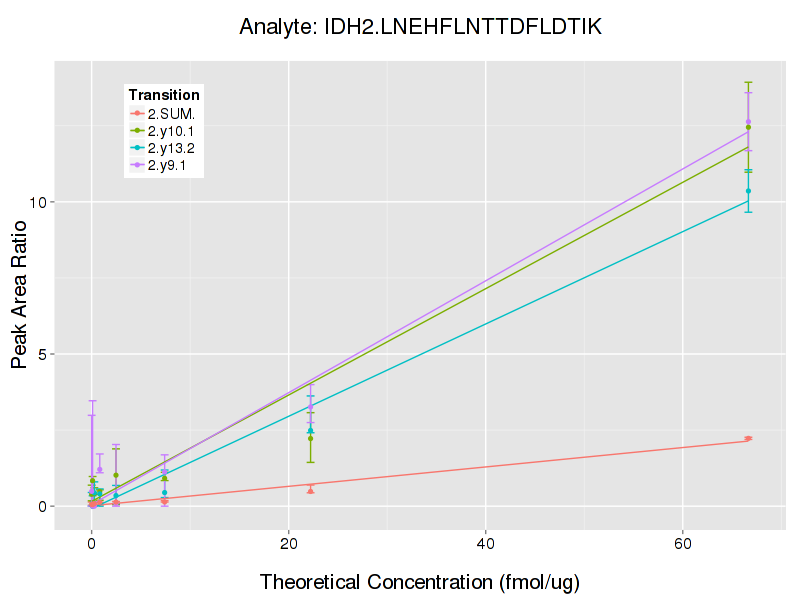 Analyte: IDH2.LNEHFLNTTDFLDTIK
Transition
2.SUM.
2.y10.1
2.y13.2
2.y9.1
Peak Area Ratio
10
5
0
0
20
40
60
Theoretical Concentration (fmol/ug)